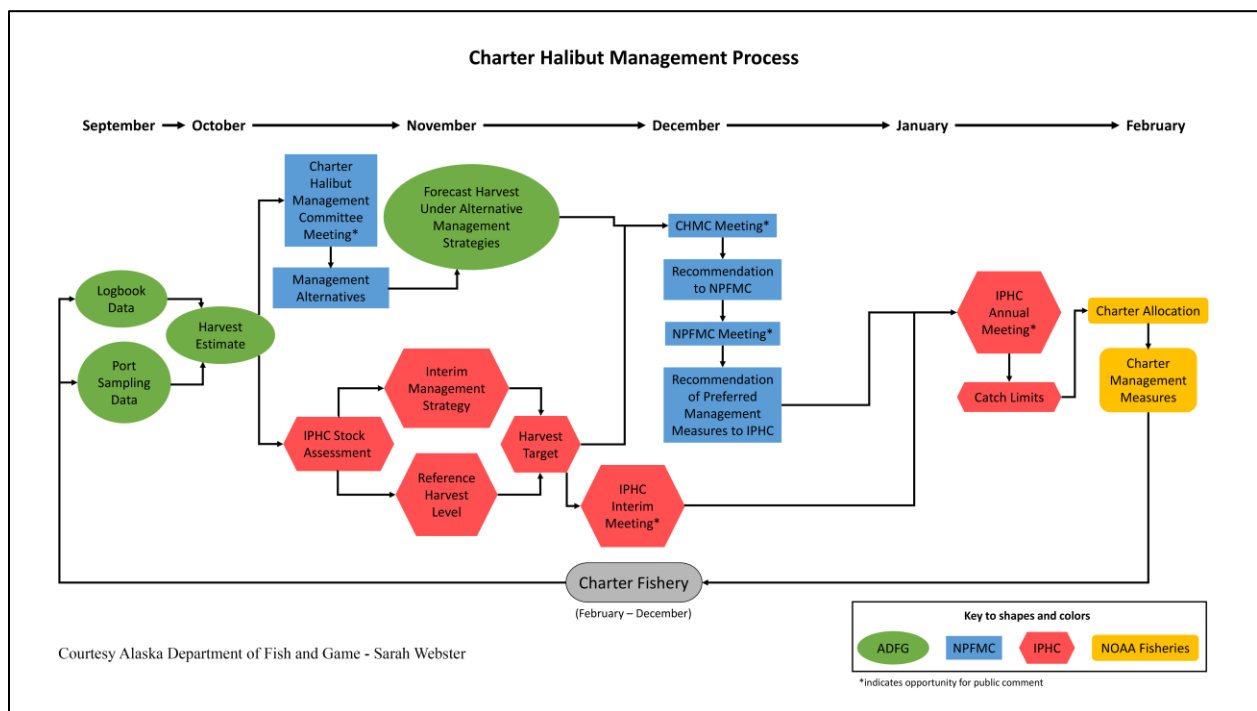 Charter Halibut Management Process
September
October
November
December
January
February
Charter
Halibut
Management
Committee
Meeting*
Management
Alternatives
Forecast Harvest
Under Alternative
Management
Strategies
CHMC Meeting*
Recommendation
to NPFMC
NPFMC Meeting*
Recommendation
of Preferred
Management
Measures to IPHC
Logbook
Data
Harvest
Estimate
Port
Sampling
Data
IPHC Stock
Assessment
Interim
Management
Strategy
Reference
Harvest
Level
Harvest
Target
IPHC
Interim
Meeting*
IPHC
Annual
Meeting*
Catch Limits
Charter Allocation
Charter
Management
Measures
Charter Fishery
(February – December)
Key to shapes and colors
ADFG
NPFMC
IPHC
NOAA Fisheries
*indicates opportunity for public comment
Courtesy Alaska Department of Fish and Game - Sarah Webster